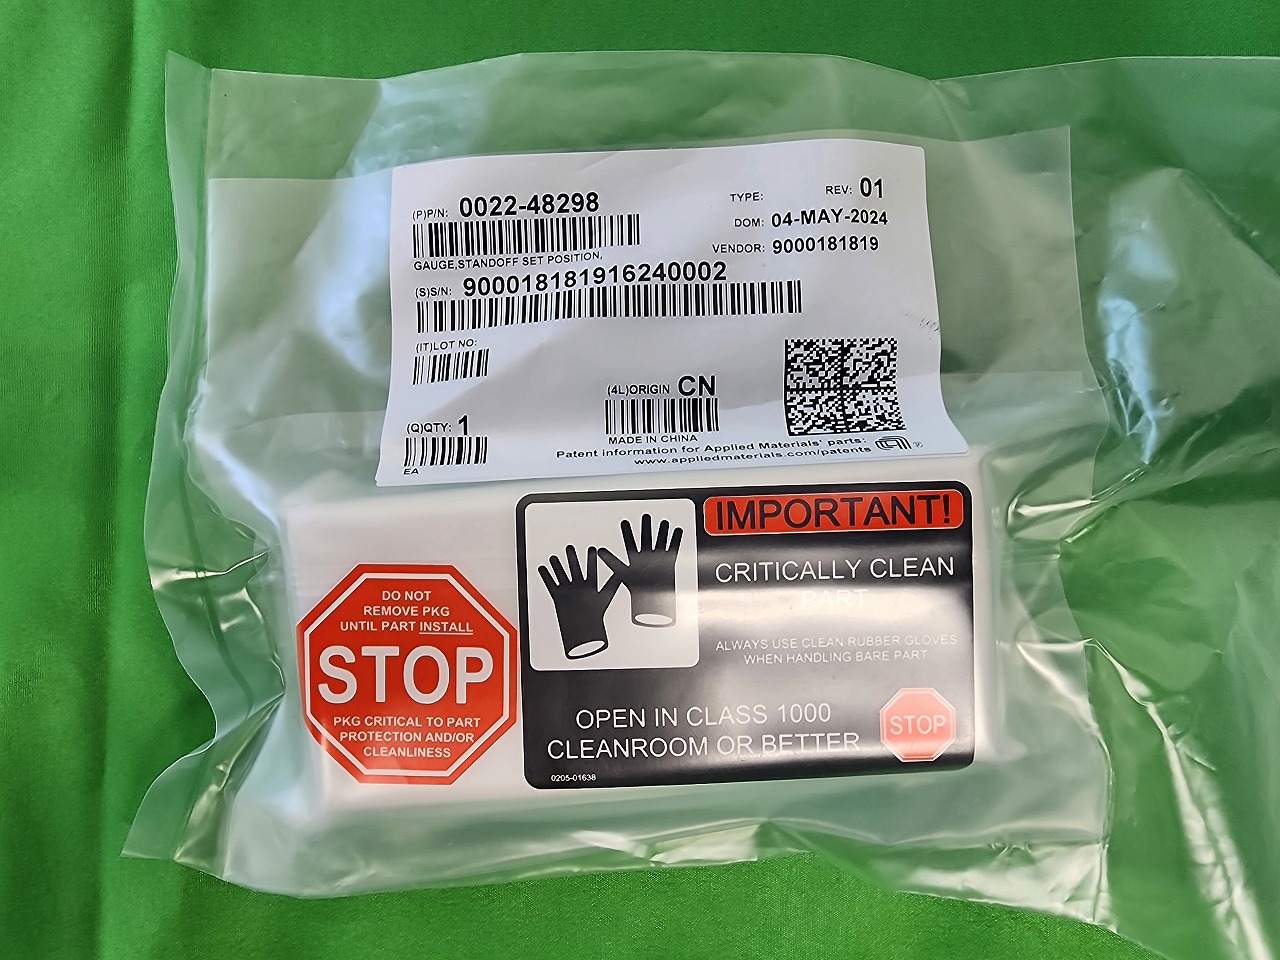 (P)P/N: 0022-48298
TYPE:
REV: 01
DOM: 04-MAY-2024
GAUGE,STANDOFF SET POSITION,
VENDOR: 9000181819
(S)S/N: 900018181916240002
(IT)LOT NO:
(4L)ORIGIN CN
(Q)QTY: 1
MADE IN CHINA
EA
Patent information for Applied Materials' parts:
www.appliedmaterials.com/patents
®
IMPORTANT!
CRITICALLY CLEAN
PART
ALWAYS USE CLEAN RUBBER GLOVES
WHEN HANDLING BARE PART
OPEN IN CLASS 1000
CLEANROOM OR BETTER
STOP
0205-01638
DO NOT
REMOVE PKG
UNTIL PART INSTALL
STOP
PKG CRITICAL TO PART
PROTECTION AND/OR
CLEANLINESS